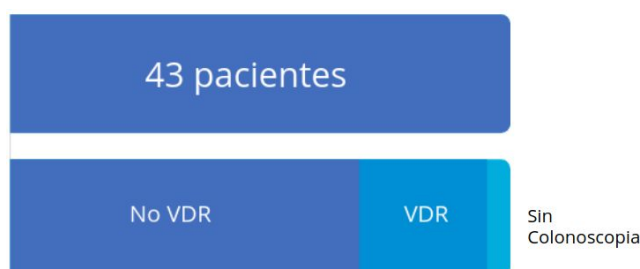 43 pacientes
No VDR
VDR
Sin
Colonoscopia